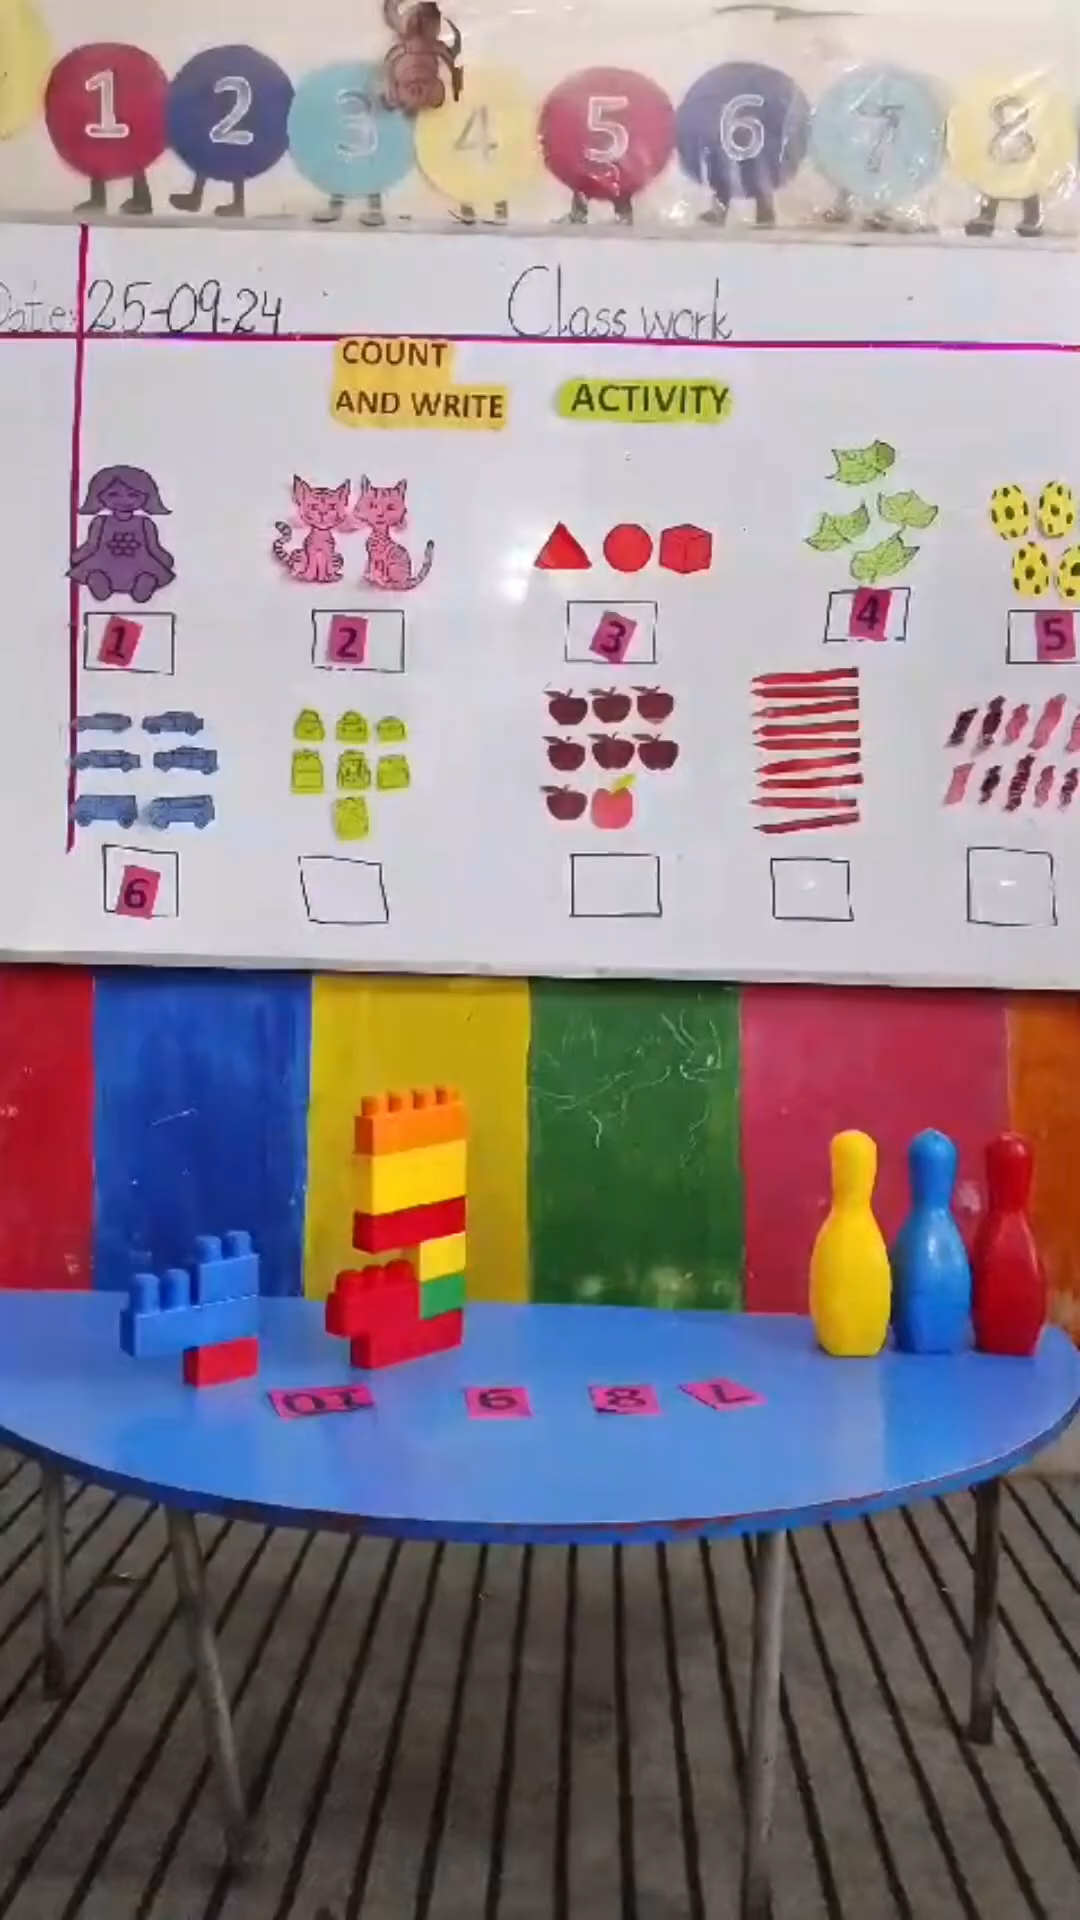 1 2 3 4 5 6 7 8
Date: 25-09-24 Class work
COUNT
AND WRITE ACTIVITY
1 2 3 4 5
6
10 9 8 7